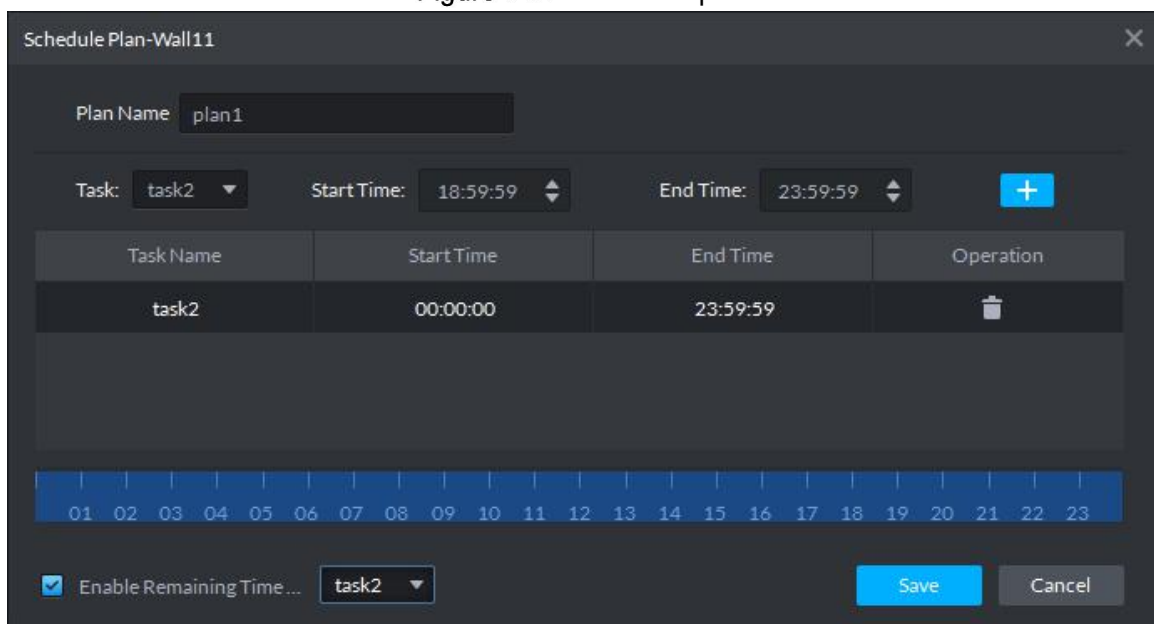 Schedule Plan-Wall11
Plan Name plan1
Task: task2 Start Time: 18:59:59 End Time: 23:59:59 +
Task Name Start Time End Time Operation
task2 00:00:00 23:59:59
01 02 03 04 05 06 07 08 09 10 11 12 13 14 15 16 17 18 19 20 21 22 23
Enable Remaining Time... task2 Save Cancel